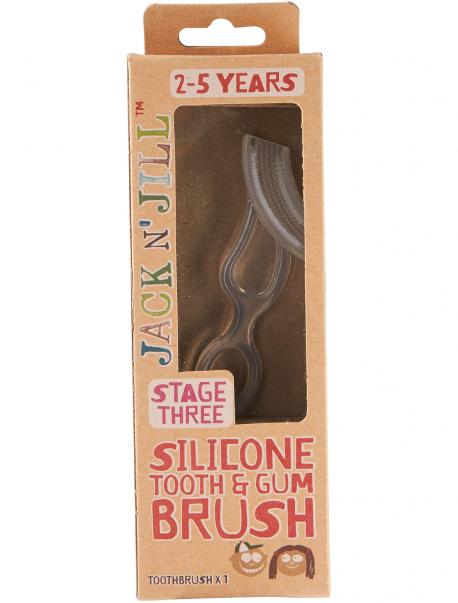 2-5 YEARS
JACK N' JILL™
STAGE
THREE
SILICONE
TOOTH & GUM
BRUSH
TOOTHBRUSH X 1